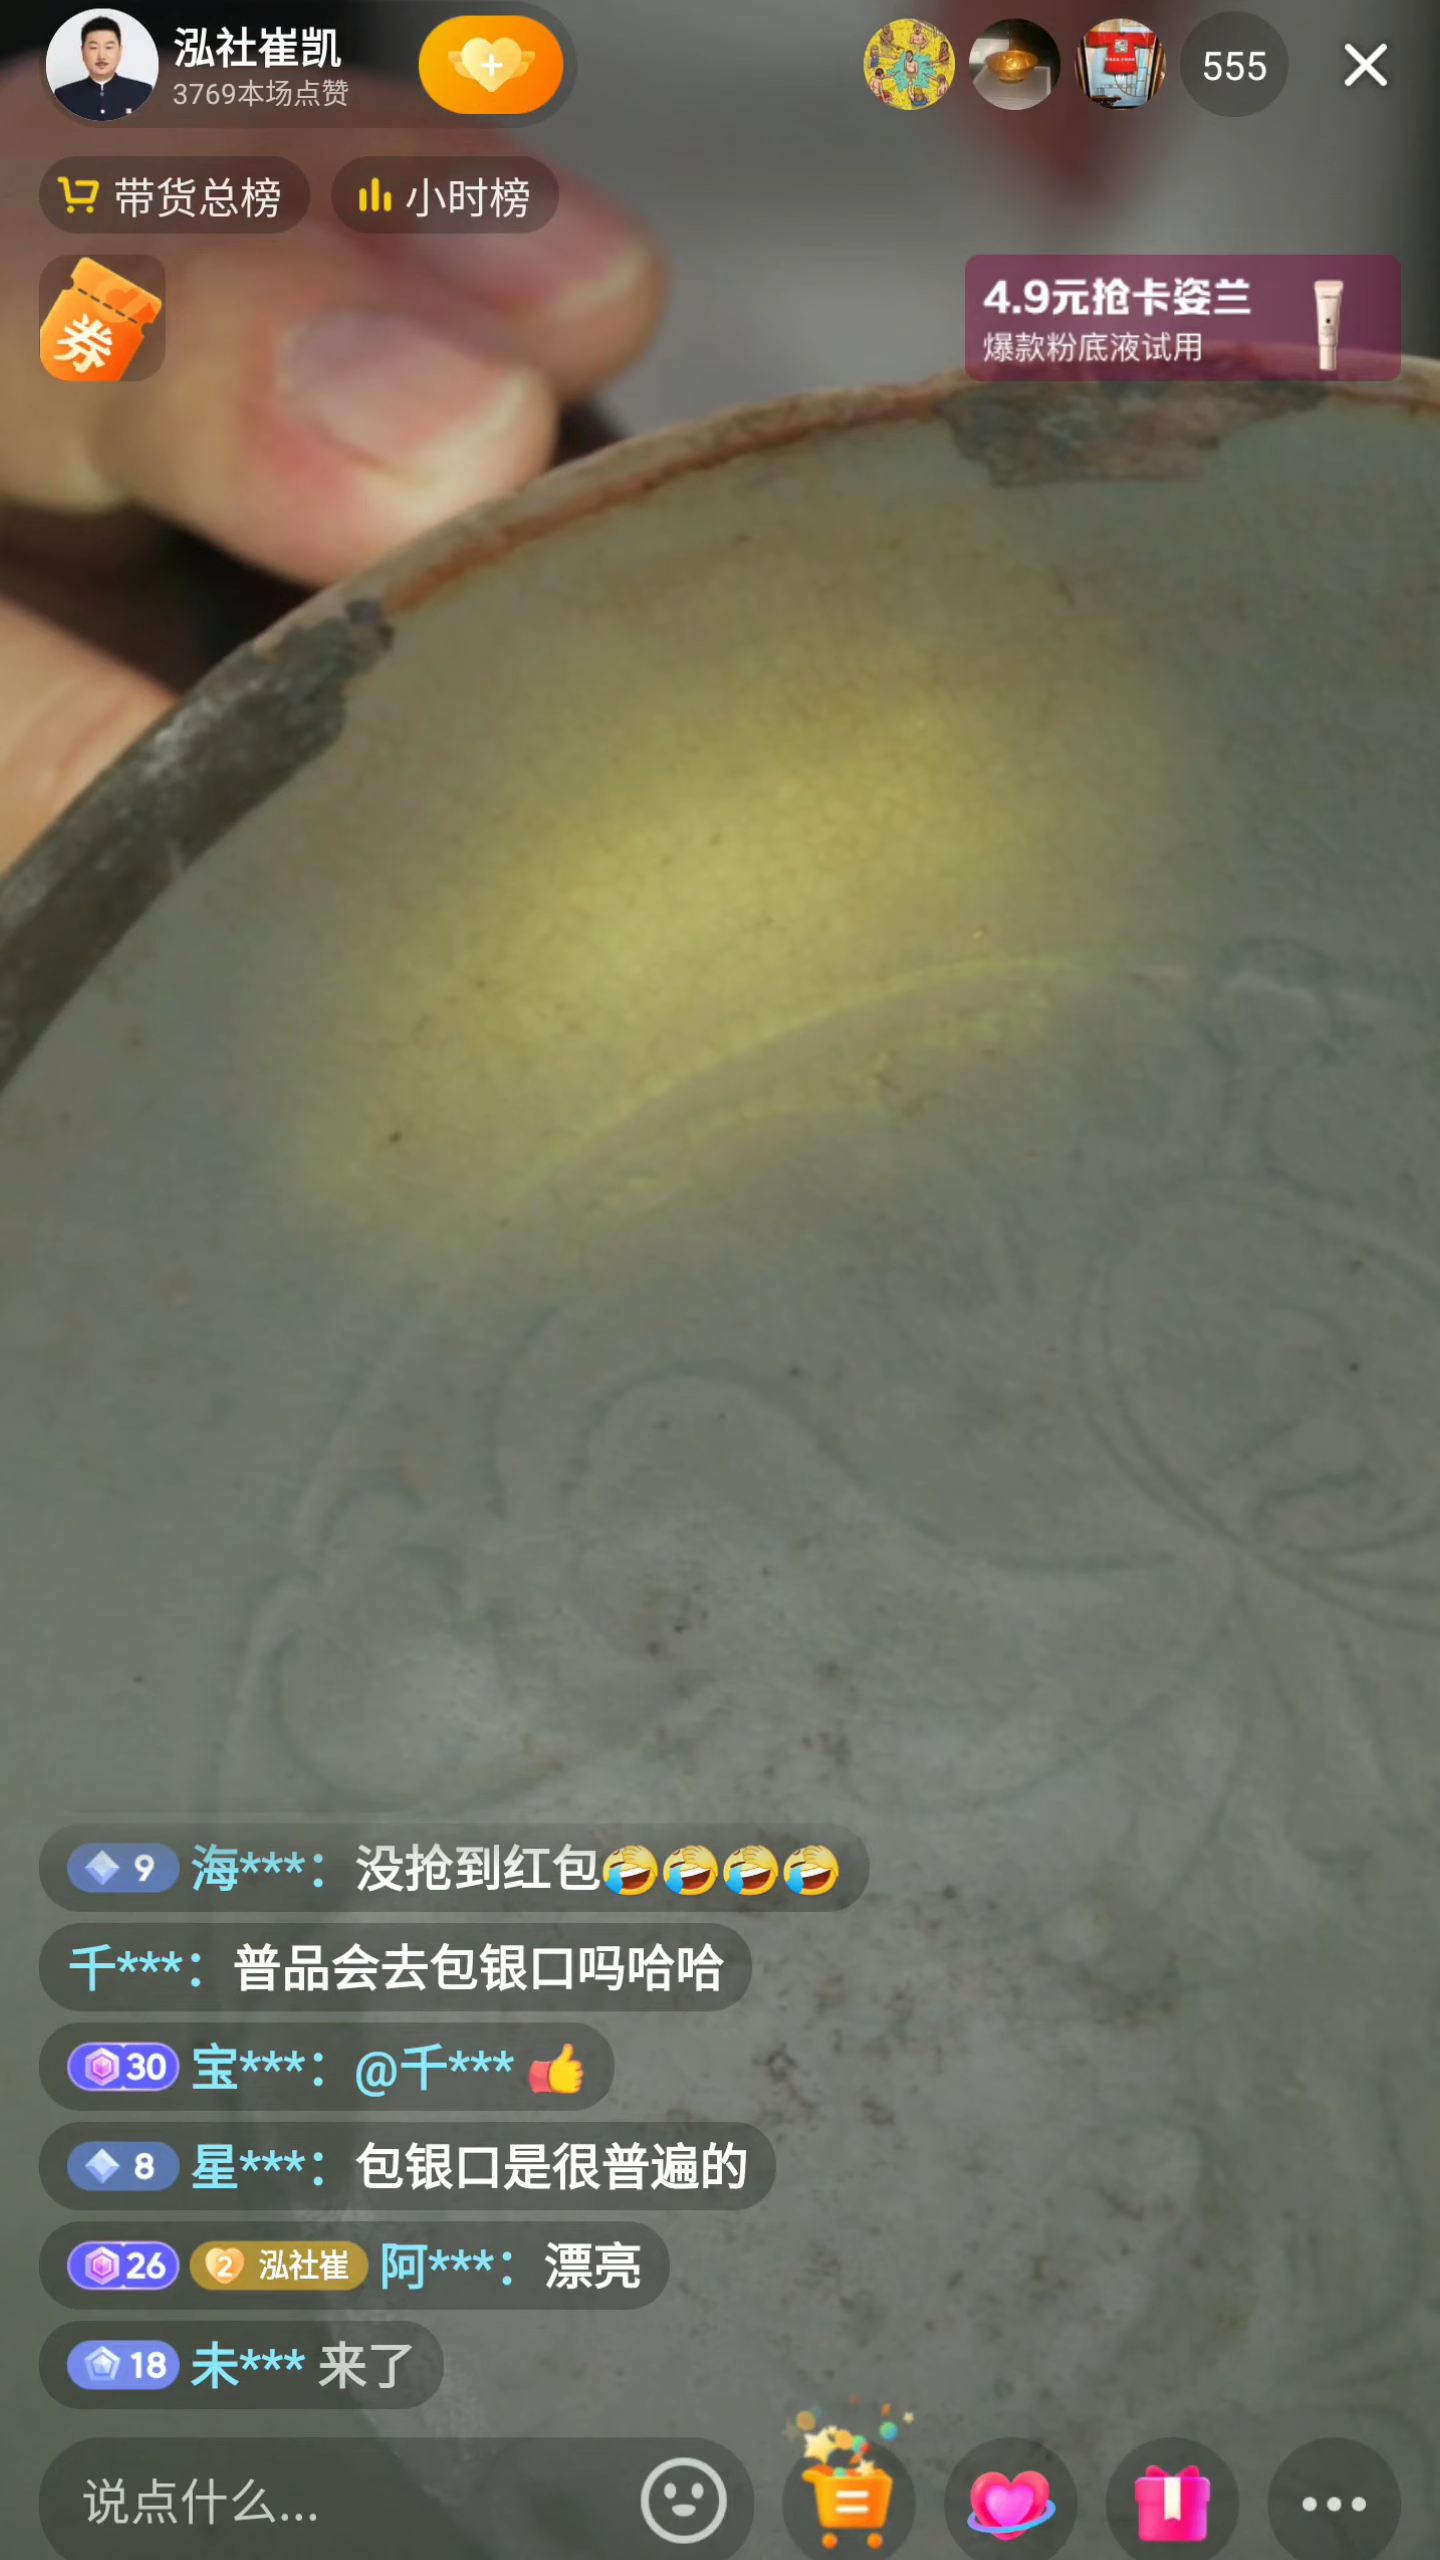 泓社崔凯
3769本场点赞
555
带货总榜
小时榜
券
4.9元抢卡姿兰
爆款粉底液试用
9 海***：没抢到红包🤣🤣🤣🤣
千***：普品会去包银口吗哈哈
30 宝***：@千*** 👍
8 星***：包银口是很普遍的
26 2 泓社崔 阿***：漂亮
18 未*** 来了
说点什么...